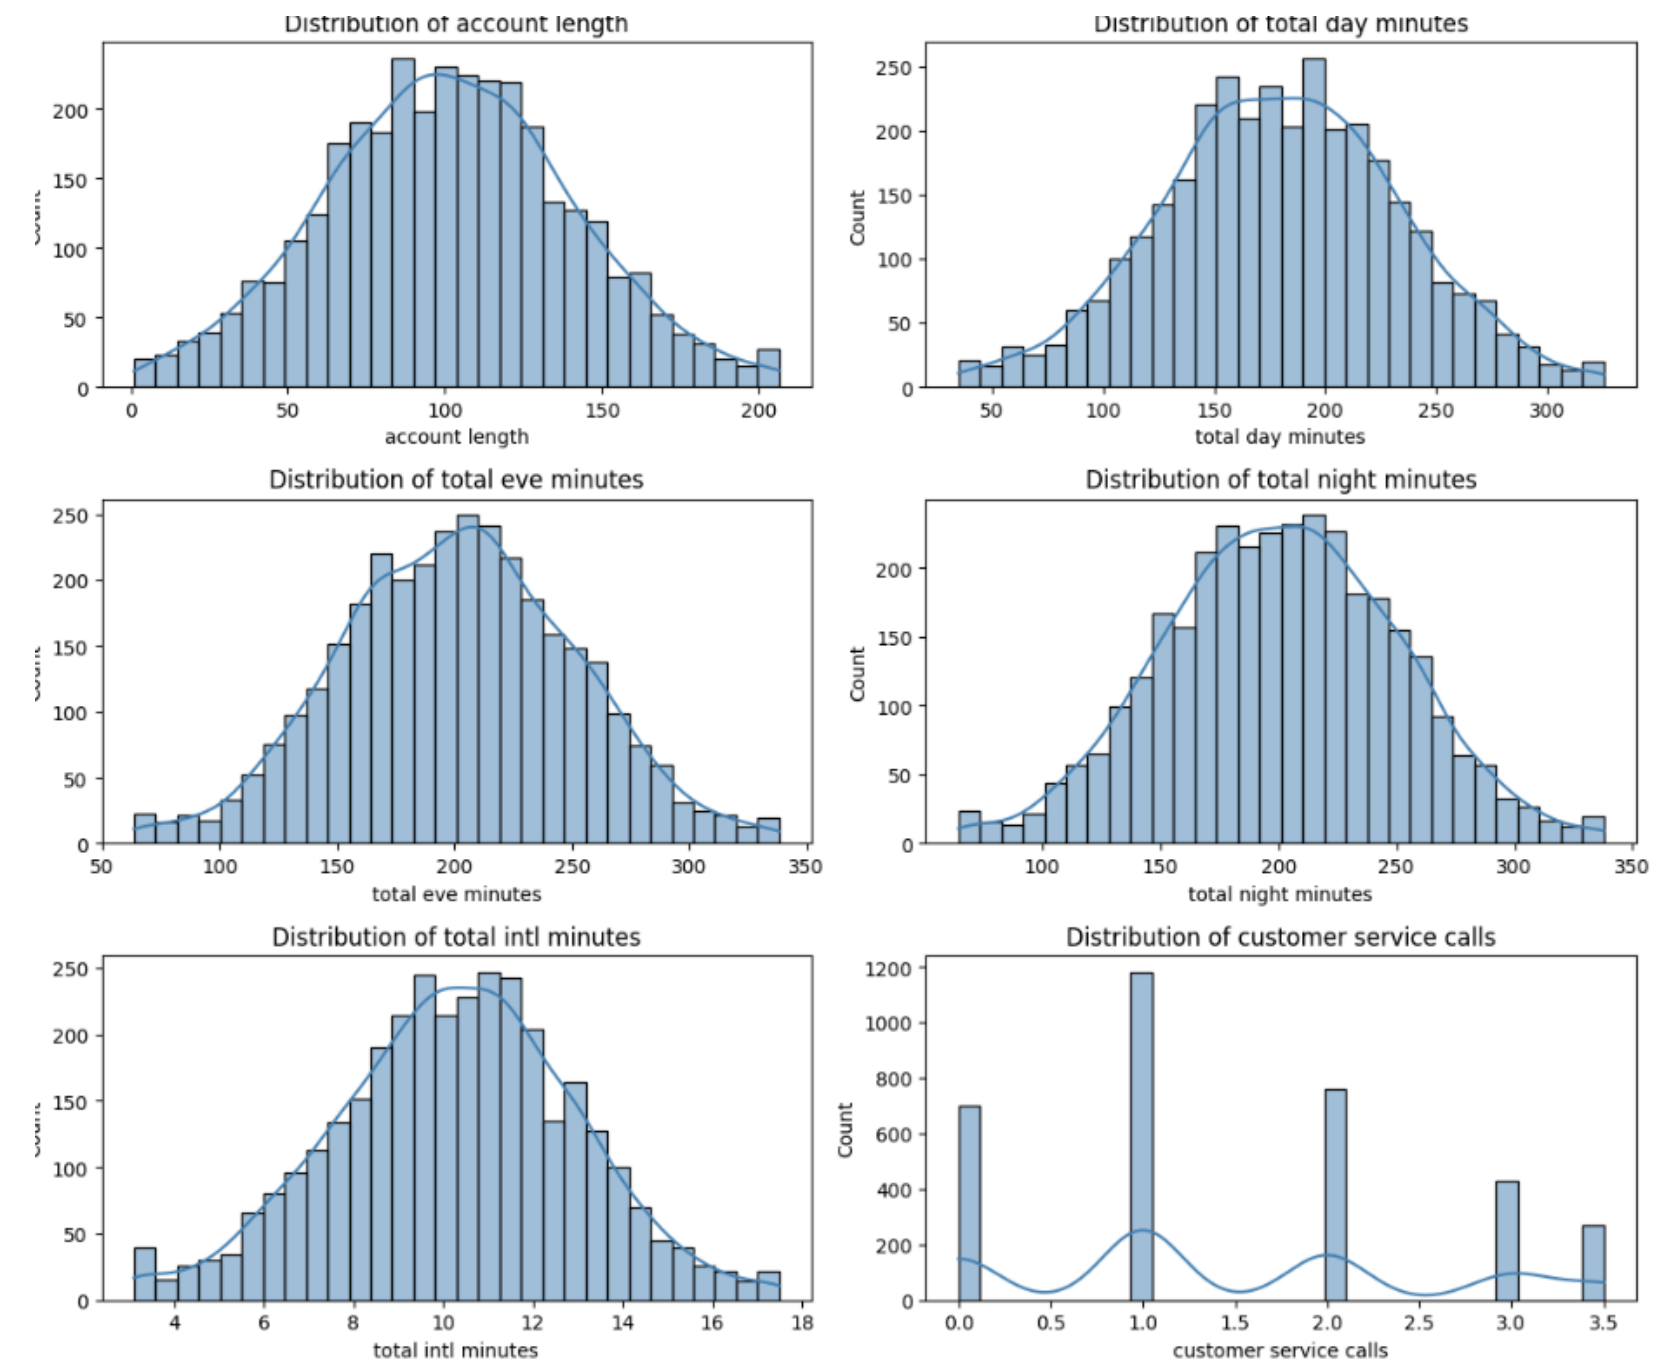 Distribution of account length
Distribution of total day minutes
Count
200
150
100
50
0
0 50 100 150 200
account length
Count
250
200
150
100
50
0
50 100 150 200 250 300
total day minutes
Distribution of total eve minutes
Distribution of total night minutes
Count
250
200
150
100
50
0
50 100 150 200 250 300 350
total eve minutes
Count
200
150
100
50
0
100 150 200 250 300 350
total night minutes
Distribution of total intl minutes
Distribution of customer service calls
Count
250
200
150
100
50
0
4 6 8 10 12 14 16 18
total intl minutes
Count
1200
1000
800
600
400
200
0
0.0 0.5 1.0 1.5 2.0 2.5 3.0 3.5
customer service calls